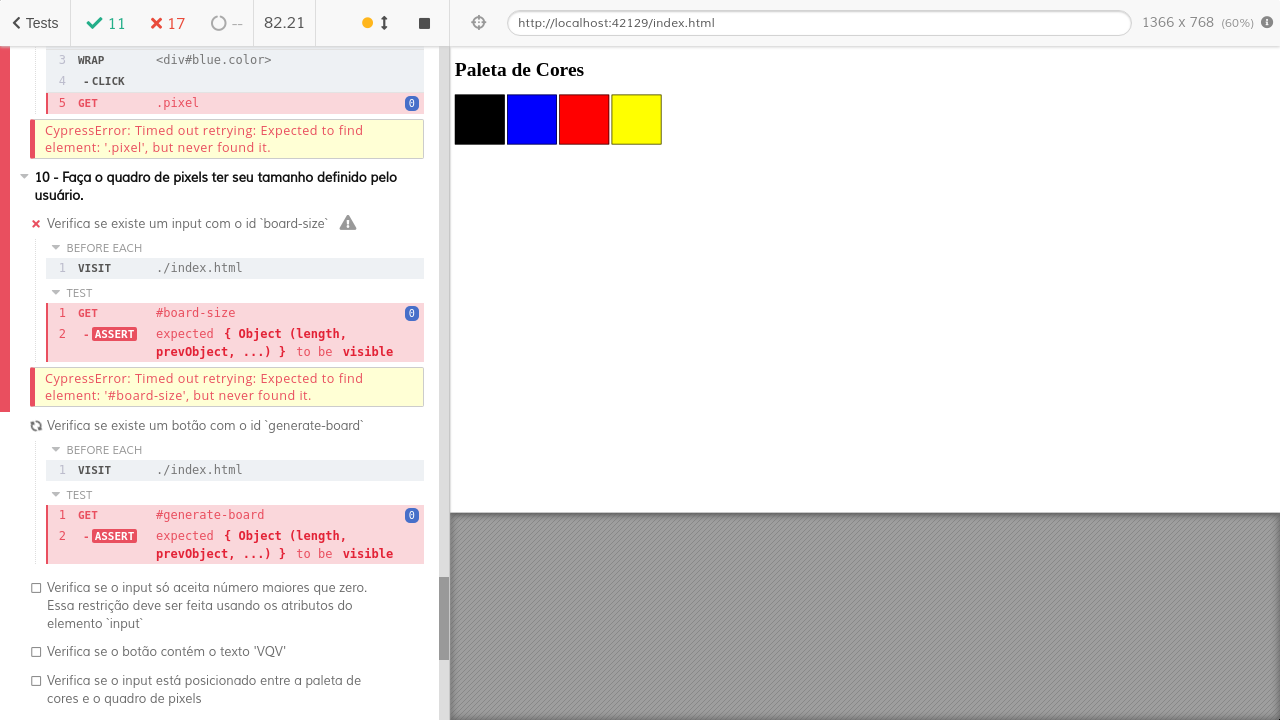 Tests
11
17
--
82.21
http://localhost:42129/index.html
1366 x 768 (60%)
3 WRAP <div#blue.color>
4 - CLICK
5 GET .pixel 0
CypressError: Timed out retrying: Expected to find
element: '.pixel', but never found it.
10 - Faça o quadro de pixels ter seu tamanho definido pelo
usuário.
Verifica se existe um input com o id `board-size`
BEFORE EACH
1 VISIT ./index.html
TEST
1 GET #board-size 0
2 - ASSERT expected { Object (length,
prevObject, ...) } to be visible
CypressError: Timed out retrying: Expected to find
element: '#board-size', but never found it.
Verifica se existe um botão com o id `generate-board`
BEFORE EACH
1 VISIT ./index.html
TEST
1 GET #generate-board 0
2 - ASSERT expected { Object (length,
prevObject, ...) } to be visible
Verifica se o input só aceita número maiores que zero.
Essa restrição deve ser feita usando os atributos do
elemento `input`
Verifica se o botão contém o texto 'VQV'
Verifica se o input está posicionado entre a paleta de
cores e o quadro de pixels
Paleta de Cores